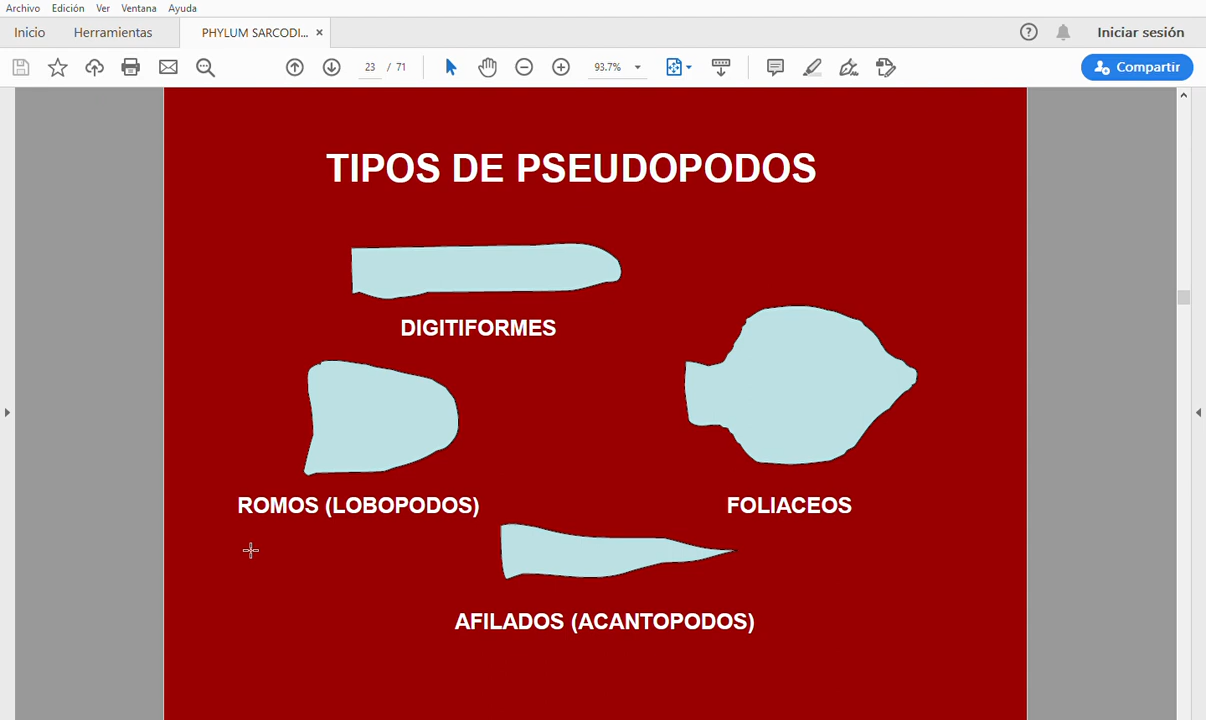 Archivo Edición Ver Ventana Ayuda
Inicio Herramientas PHYLUM SARCODI... × ? Iniciar sesión
23 / 71 93.7% Compartir
TIPOS DE PSEUDOPODOS
DIGITIFORMES
ROMOS (LOBOPODOS) FOLIACEOS
AFILADOS (ACANTOPODOS)